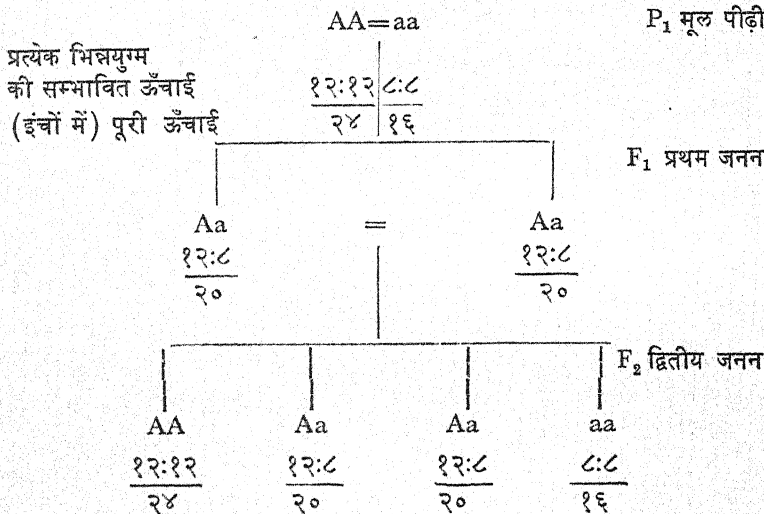 AA=aa P₁ मूल पीढ़ी
प्रत्येक भिन्नयुग्म
की सम्भावित ऊँचाई १२:१२ ८:८
(इंचों में) पूरी ऊँचाई २४ १६
F₁ प्रथम जनन
Aa = Aa
१२:८ १२:८
२० २०
F₂ द्वितीय जनन
AA Aa Aa aa
१२:१२ १२:८ १२:८ ८:८
२४ २० २० १६